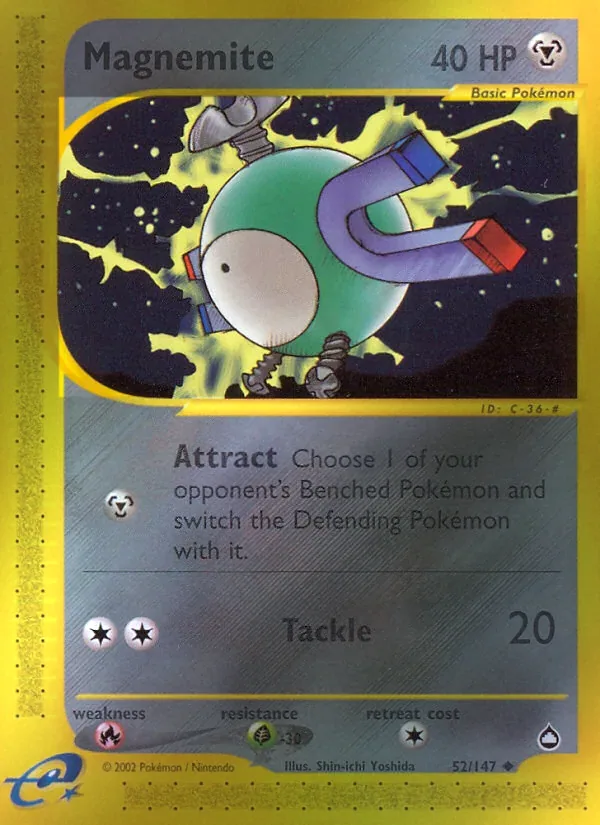 Magnemite 40 HP
Basic Pokémon
ID: C-36-#
Attract Choose 1 of your
opponent's Benched Pokémon and
switch the Defending Pokémon
with it.
Tackle 20
weakness resistance retreat cost
-30
© 2002 Pokémon / Nintendo Illus. Shin-ichi Yoshida 52/147
e